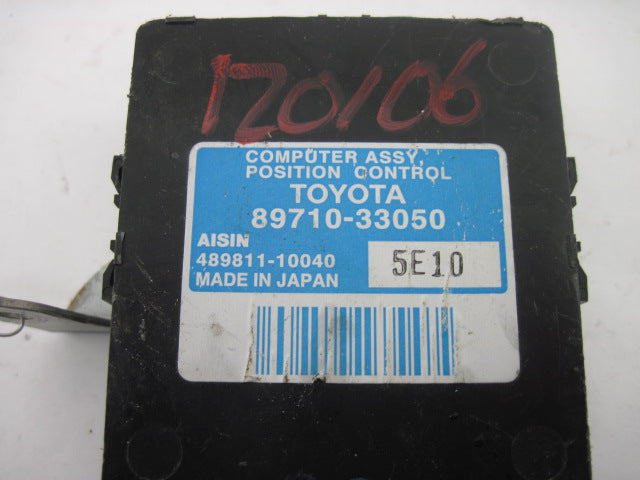 120106
COMPUTER ASSY,
POSITION CONTROL
TOYOTA
89710-33050
AISIN
489811-10040
5E10
MADE IN JAPAN